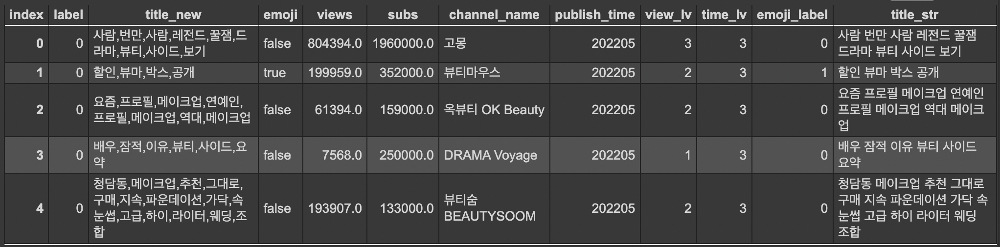 index label title_new emoji views subs channel_name publish_time view_lv time_lv emoji_label title_str
0 0 사람,번만,사람,레전드,꿀잼,드 false 804394.0 1960000.0 고몽 202205 3 3 0 사람 번만 사람 레전드 꿀잼
라마,뷰티,사이드,보기 드라마 뷰티 사이드 보기
1 0 할인,뷰마,박스,공개 true 199959.0 352000.0 뷰티마우스 202205 2 3 1 할인 뷰마 박스 공개
요즘 프로필 메이크업 연예인
2 0 요즘,프로필,메이크업,연예인, false 61394.0 159000.0 옥뷰티 OK Beauty 202205 2 3 0 프로필 메이크업 역대 메이크
프로필,메이크업,역대,메이크업 업
3 0 배우,잠적,이유,뷰티,사이드,요 false 7568.0 250000.0 DRAMA Voyage 202205 1 3 0 배우 잠적 이유 뷰티 사이드
약 요약
청담동,메이크업,추천,그대로, 청담동 메이크업 추천 그대로
4 0 구매,지속,파운데이션,가닥,속 false 193907.0 뷰티숨 133000.0 202205 2 3 0 구매 지속 파운데이션 가닥 속
눈썹,고급,하이,라이터,웨딩,조 BEAUTYSOOM 눈썹 고급 하이 라이터 웨딩
합 조합